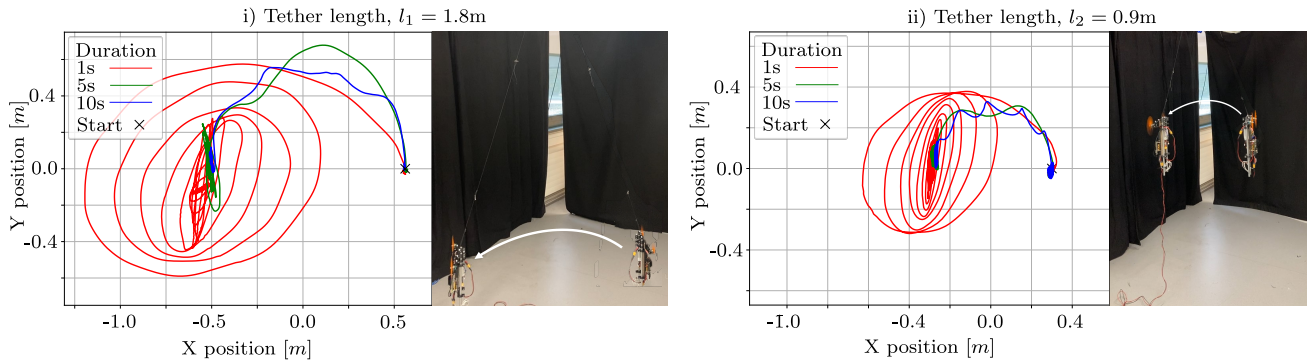 i) Tether length, l₁ = 1.8m
Duration
1s
5s
10s
Start ×
0.4
0.0
-0.4
Y position [m]
-1.0 -0.5 0.0 0.5
X position [m]
ii) Tether length, l₂ = 0.9m
Duration
1s
5s
10s
Start ×
0.4
0.0
-0.4
Y position [m]
-1.0 -0.4 0.0 0.4
X position [m]